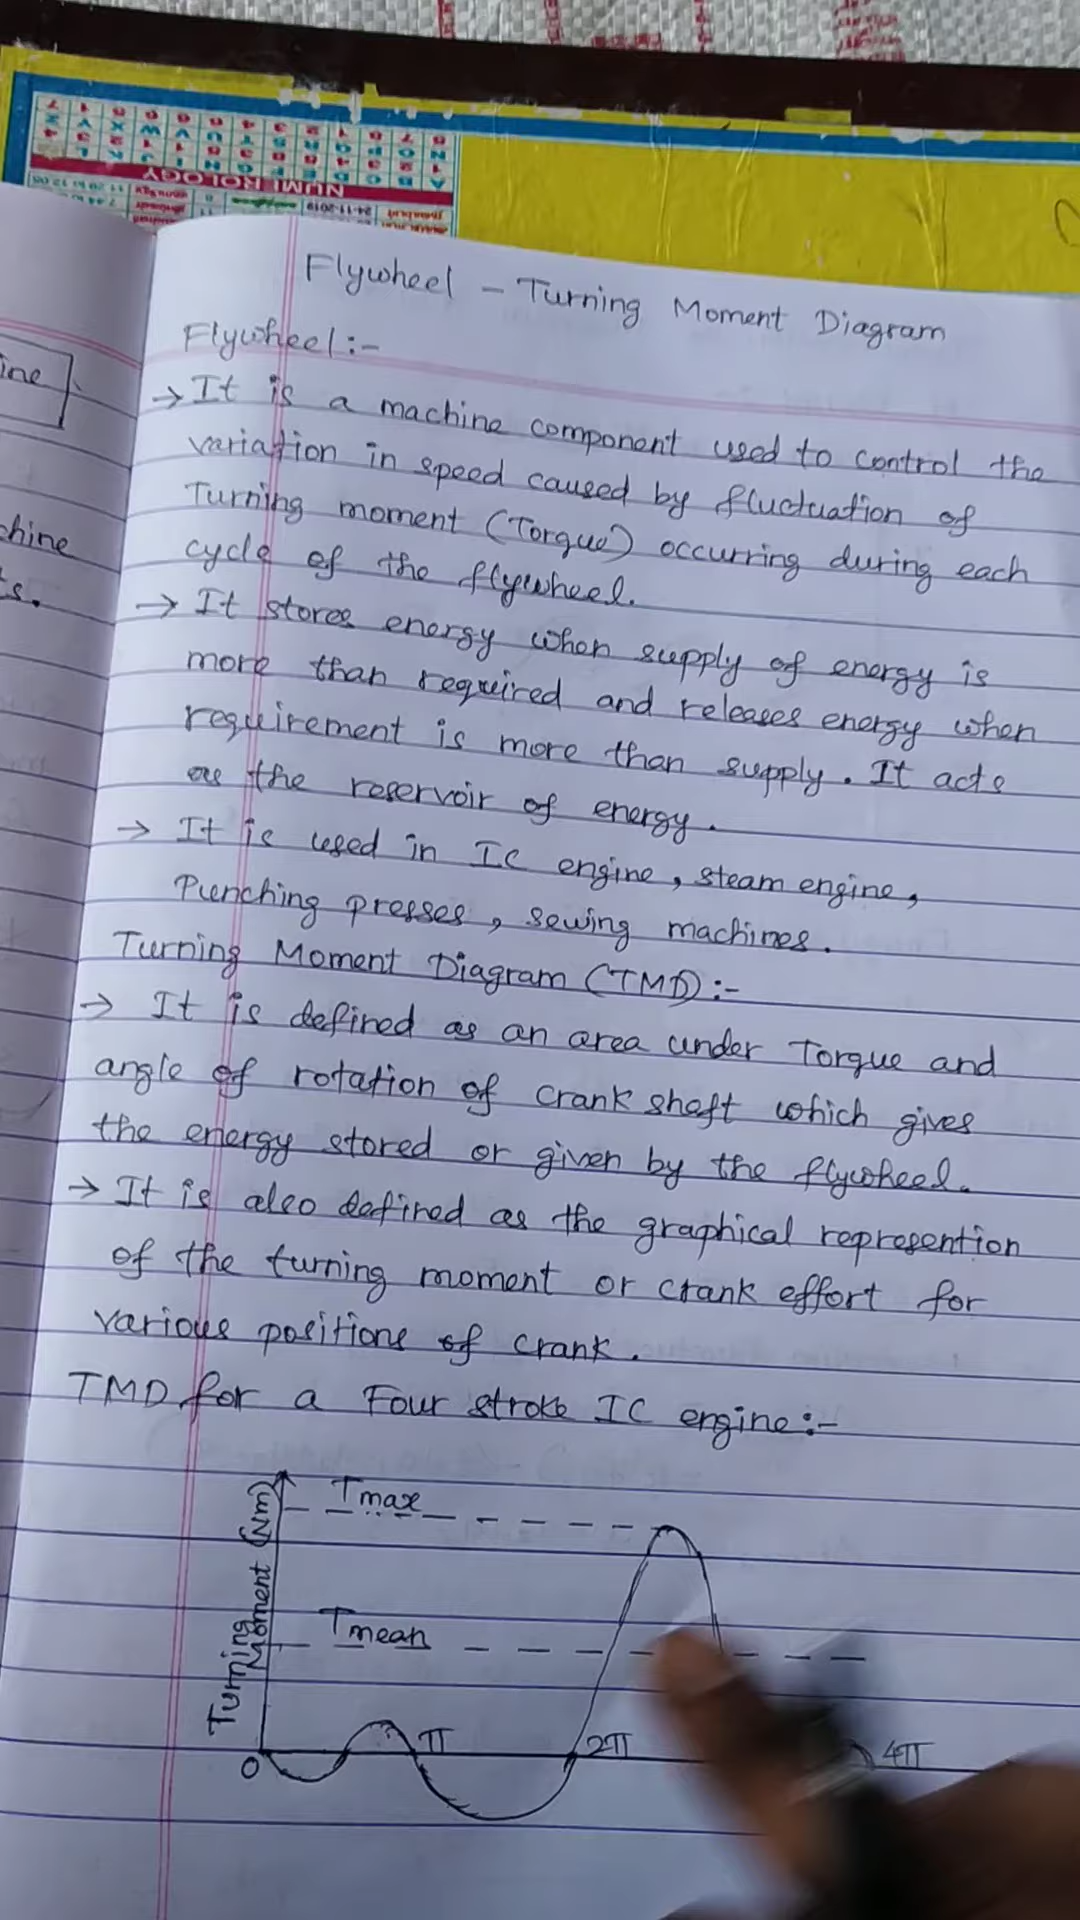 NUMEROLOGY
24-11-2019
Flywheel - Turning Moment Diagram
Flywheel:-
→ It is a machine component used to control the
variation in speed caused by fluctuation of
Turning moment (Torque) occurring during each
cycle of the flywheel.
→ It stores energy when supply of energy is
more than required and releases energy when
requirement is more than supply. It acts
as the reservoir of energy.
→ It is used in IC engine, steam engine,
Punching presses, sewing machines.
Turning Moment Diagram (TMD):-
→ It is defined as an area under Torque and
angle of rotation of crank shaft which gives
the energy stored or given by the flywheel.
→ It is also defined as the graphical represention
of the turning moment or crank effort for
various positions of crank.
TMD for a Four stroke IC engine:-
Tmax
Tmean
Turning
Moment (Nm)
0
π
2π
4π